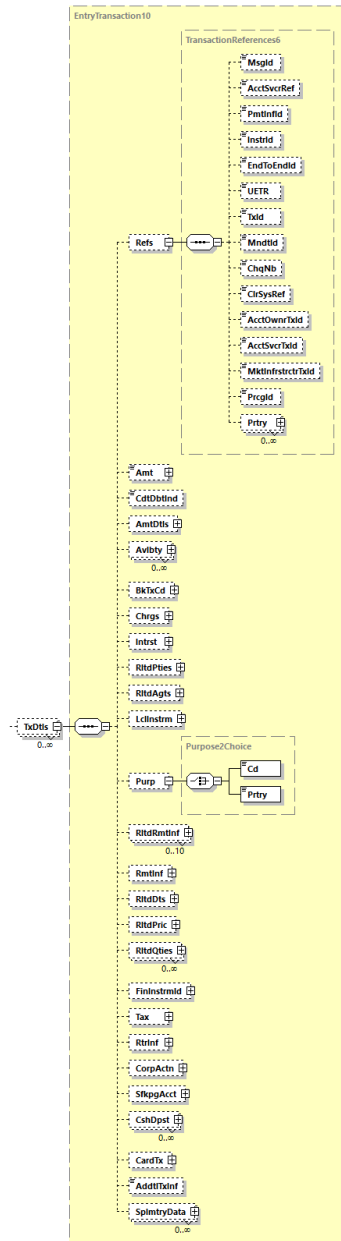 EntryTransaction10
TransactionReferences6
MsgId
AcctSvcrRef
PmtInfId
InstrId
EndToEndId
UETR
TxId
Refs
MndtId
ChqNb
ClrSysRef
AcctOwnrTxId
AcctSvcrTxId
MktInfrstrctrTxId
PrcgId
Prtry
0..∞
Amt
CdtDbtInd
AmtDtls
Avlbty
0..∞
BkTxCd
Chrgs
Intrst
RltdPties
RltdAgts
LclInstrm
TxDtls
0..∞
Purpose2Choice
Cd
Purp
Prtry
RltdRmtInf
0..10
RmtInf
RltdDts
RltdPric
RltdQties
0..∞
FinInstrmId
Tax
RtrInf
CorpActn
SfkpgAcct
CshDpst
0..∞
CardTx
AddtlTxInf
SplmtryData
0..∞